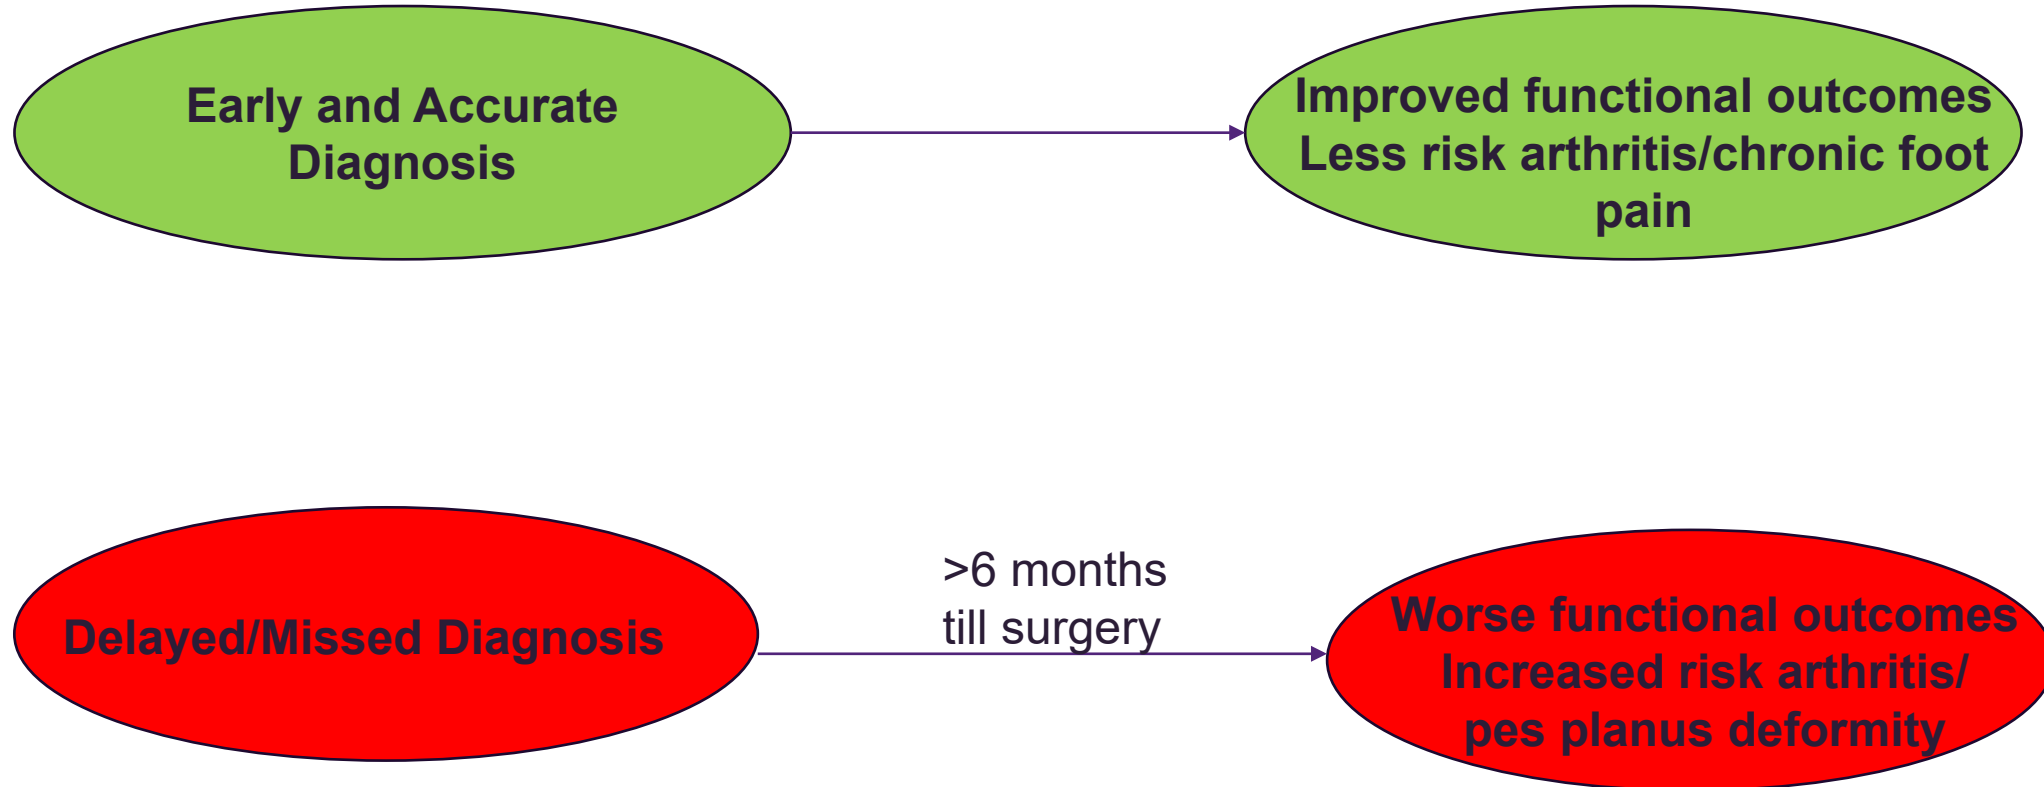 Early and Accurate
Diagnosis
Improved functional outcomes
Less risk arthritis/chronic foot
pain
Delayed/Missed Diagnosis
>6 months
till surgery
Worse functional outcomes
Increased risk arthritis/
pes planus deformity